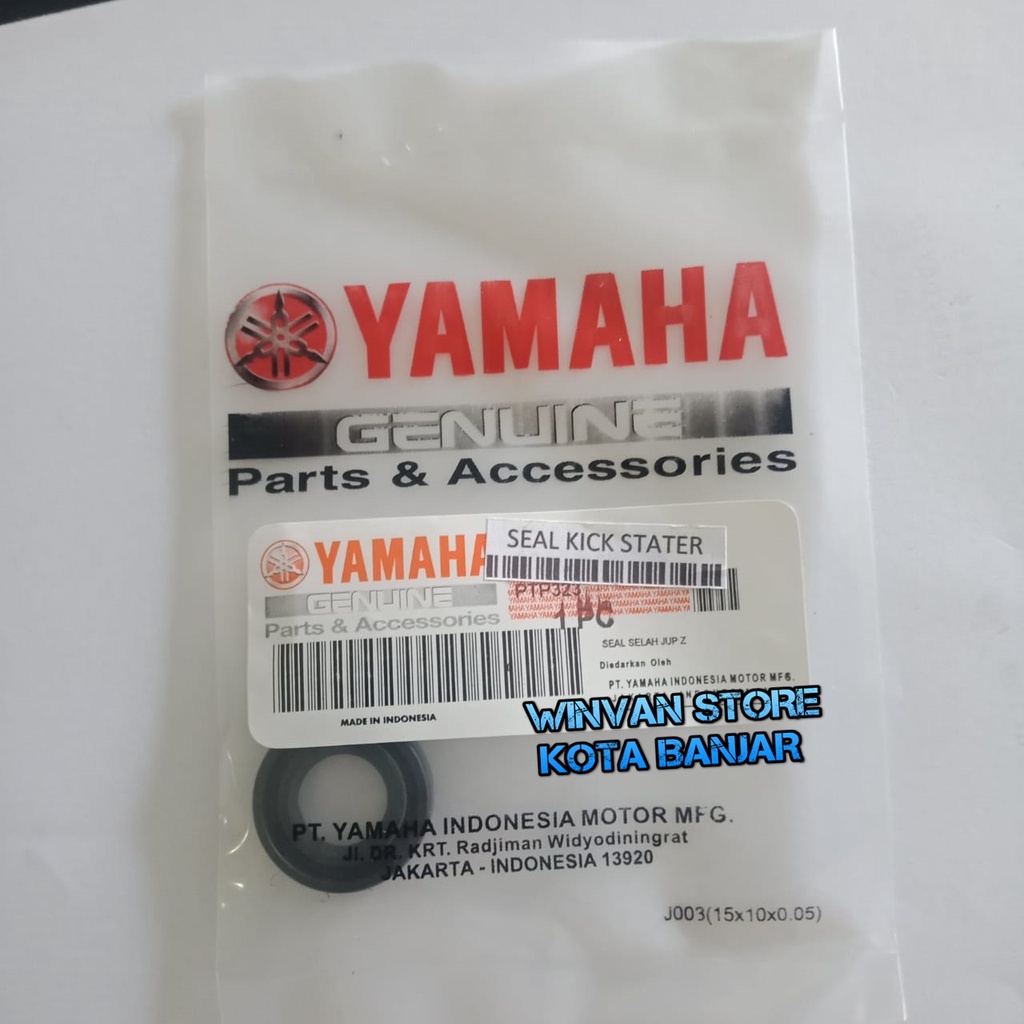 YAMAHA
GENUINE
Parts & Accessories
YAMAHA
SEAL KICK STATER
GENUINE
PTP323
Parts & Accessories
1 PC
SEAL SELAH JUP Z
Diedarkan Oleh
PT. YAMAHA INDONESIA MOTOR MFG.
MADE IN INDONESIA
WINVAN STORE
KOTA BANJAR
PT. YAMAHA INDONESIA MOTOR MFG.
Jl. DR. KRT. Radjiman Widyodiningrat
JAKARTA - INDONESIA 13920
J003(15x10x0.05)